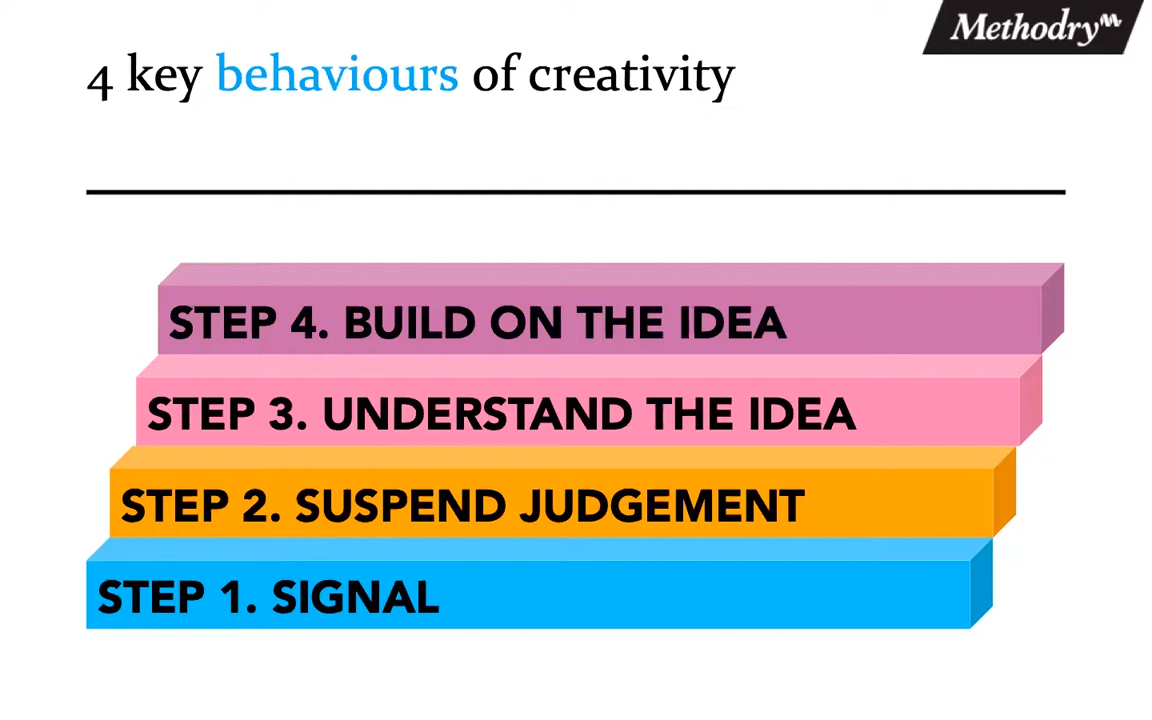 Methodry
4 key behaviours of creativity
STEP 4. BUILD ON THE IDEA
STEP 3. UNDERSTAND THE IDEA
STEP 2. SUSPEND JUDGEMENT
STEP 1. SIGNAL